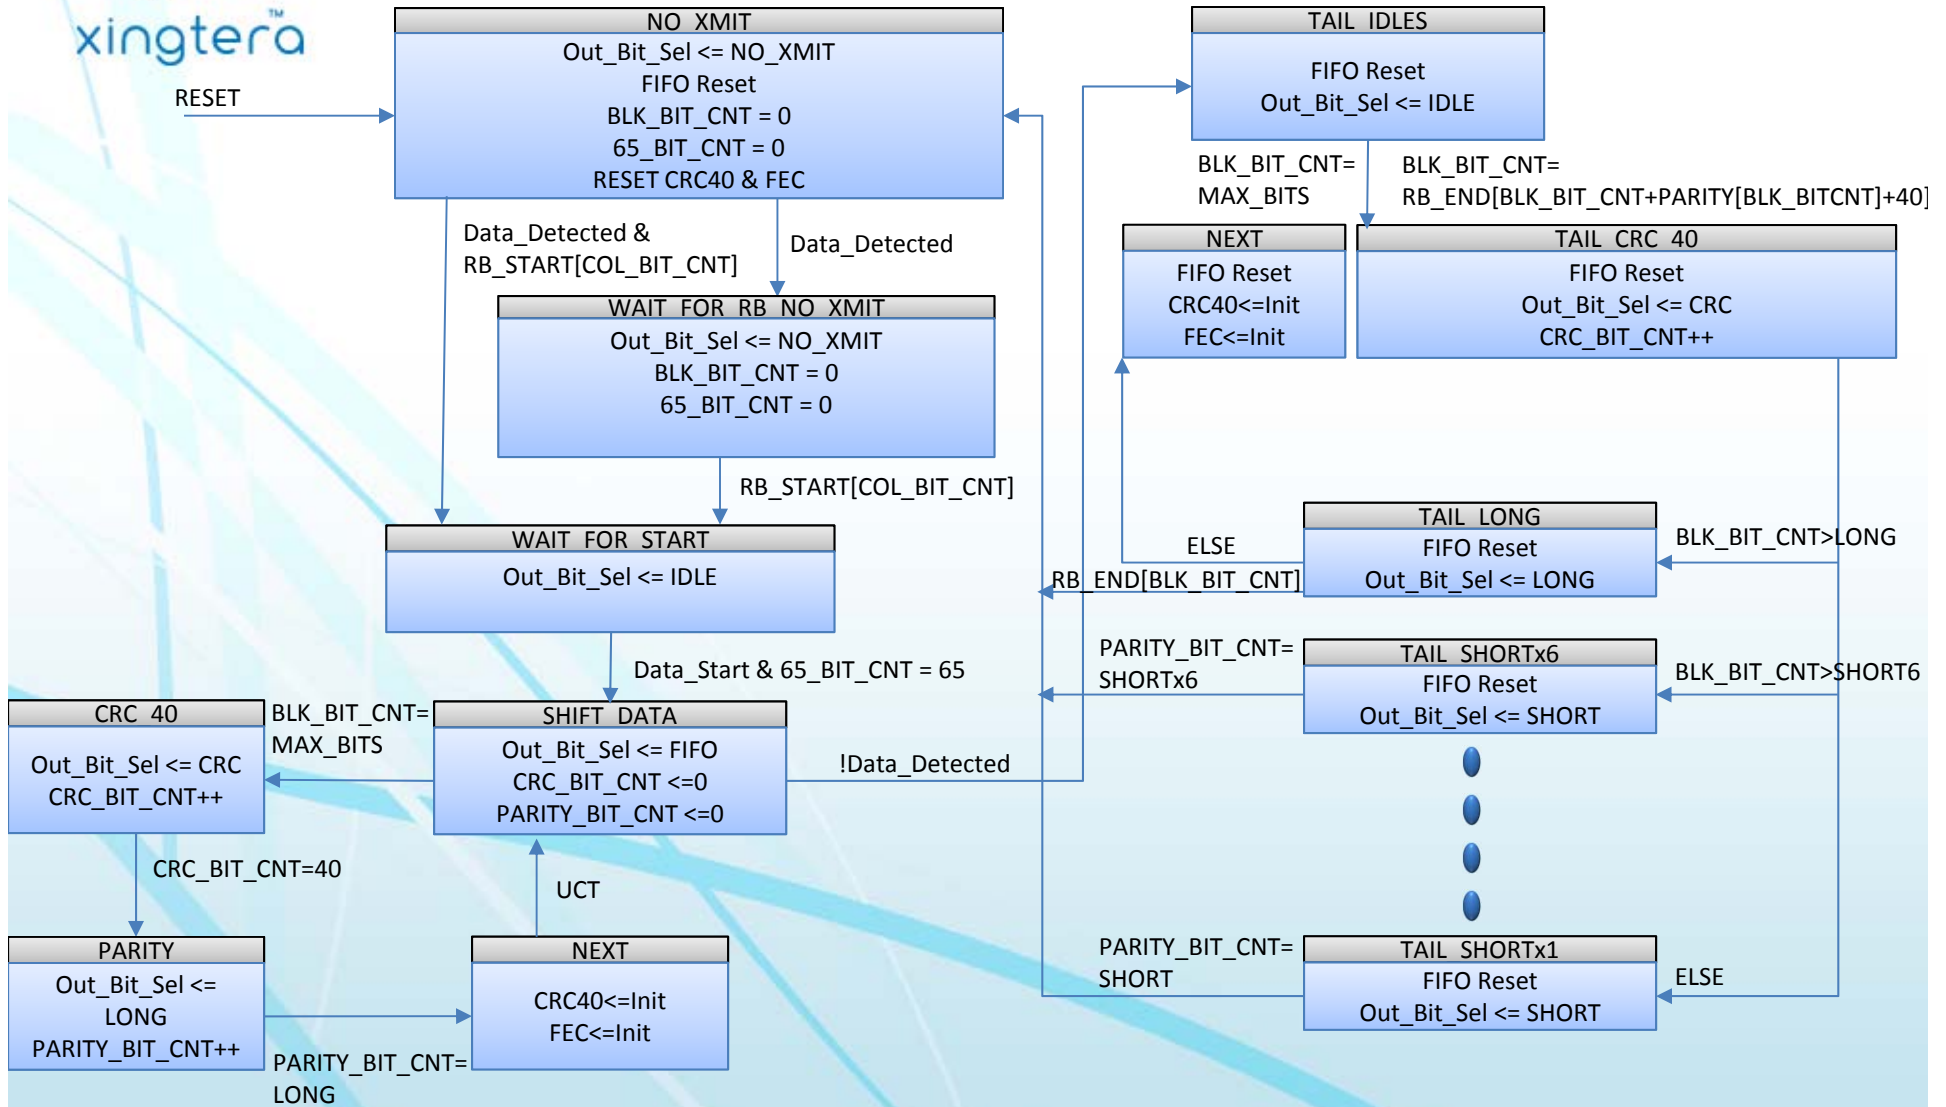 xingtera™
NO_XMIT
Out_Bit_Sel <= NO_XMIT
FIFO Reset
BLK_BIT_CNT = 0
65_BIT_CNT = 0
RESET CRC40 & FEC
RESET
Data_Detected &
RB_START[COL_BIT_CNT]
Data_Detected
WAIT_FOR_RB_NO_XMIT
Out_Bit_Sel <= NO_XMIT
BLK_BIT_CNT = 0
65_BIT_CNT = 0
RB_START[COL_BIT_CNT]
WAIT_FOR_START
Out_Bit_Sel <= IDLE
Data_Start & 65_BIT_CNT = 65
SHIFT_DATA
Out_Bit_Sel <= FIFO
CRC_BIT_CNT <=0
PARITY_BIT_CNT <=0
BLK_BIT_CNT=
MAX_BITS
CRC_40
Out_Bit_Sel <= CRC
CRC_BIT_CNT++
CRC_BIT_CNT=40
PARITY
Out_Bit_Sel <=
LONG
PARITY_BIT_CNT++
PARITY_BIT_CNT=
LONG
NEXT
CRC40<=Init
FEC<=Init
UCT
!Data_Detected
TAIL_IDLES
FIFO Reset
Out_Bit_Sel <= IDLE
BLK_BIT_CNT=
MAX_BITS
BLK_BIT_CNT=
RB_END[BLK_BIT_CNT+PARITY[BLK_BITCNT]+40]
NEXT
FIFO Reset
CRC40<=Init
FEC<=Init
TAIL_CRC_40
FIFO Reset
Out_Bit_Sel <= CRC
CRC_BIT_CNT++
TAIL_LONG
FIFO Reset
Out_Bit_Sel <= LONG
BLK_BIT_CNT>LONG
ELSE
RB_END[BLK_BIT_CNT]
PARITY_BIT_CNT=
SHORTx6
TAIL_SHORTx6
FIFO Reset
Out_Bit_Sel <= SHORT
BLK_BIT_CNT>SHORT6
PARITY_BIT_CNT=
SHORT
TAIL_SHORTx1
FIFO Reset
Out_Bit_Sel <= SHORT
ELSE